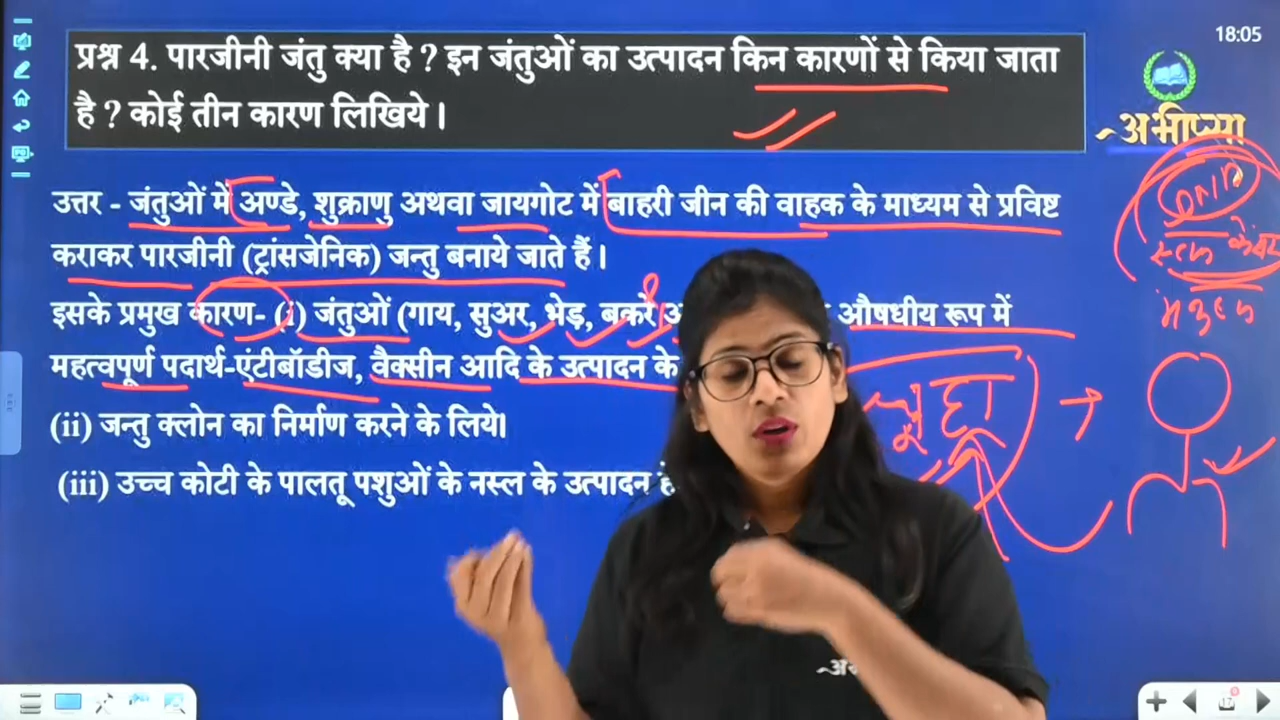 18:05
प्रश्न 4. पारजीनी जंतु क्या है ? इन जंतुओं का उत्पादन किन कारणों से किया जाता
है ? कोई तीन कारण लिखिये।
अभीप्सा
उत्तर - जंतुओं में अण्डे, शुक्राणु अथवा जायगोट में बाहरी जीन की वाहक के माध्यम से प्रविष्ट
कराकर पारजीनी (ट्रांसजेनिक) जन्तु बनाये जाते हैं।
इसके प्रमुख कारण- (i) जंतुओं (गाय, सुअर, भेड़, बकरे औषधीय रूप में
महत्वपूर्ण पदार्थ-एंटीबॉडीज, वैक्सीन आदि के उत्पादन के
चूहा
(ii) जन्तु क्लोन का निर्माण करने के लिये।
(iii) उच्च कोटी के पालतू पशुओं के नस्ल के उत्पादन